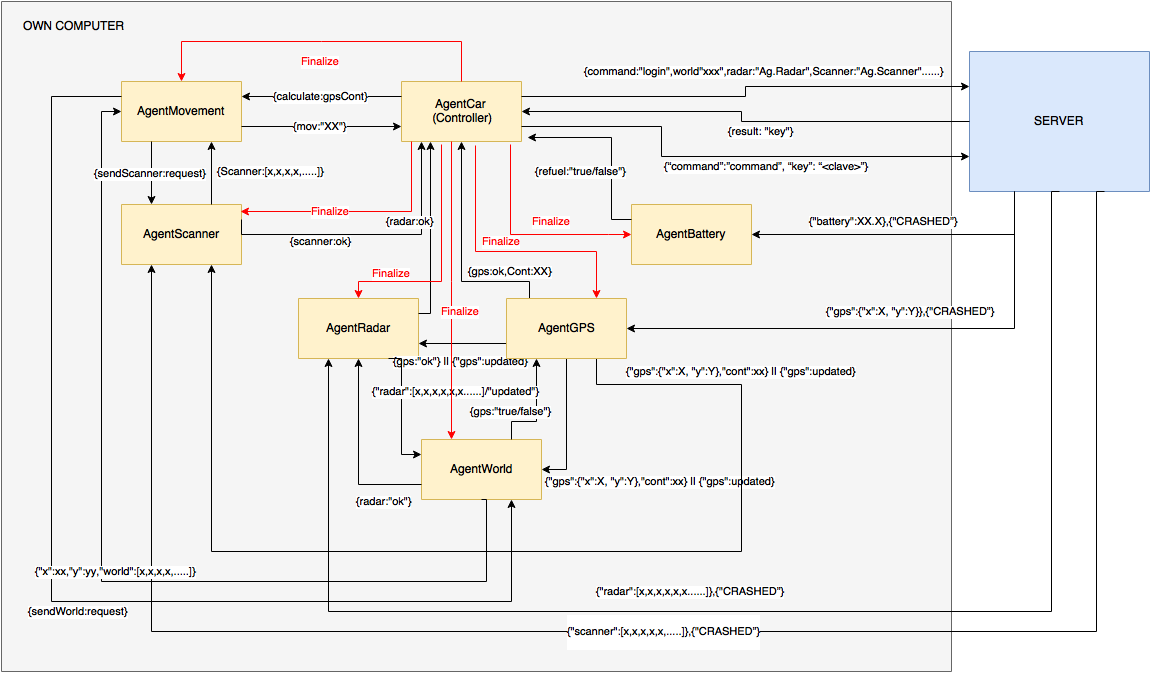 OWN COMPUTER
Finalize
{command:"login",world"xxx",radar:"Ag.Radar",Scanner:"Ag.Scanner"......}
AgentMovement
{calculate:gpsCont}
AgentCar
(Controller)
{mov:"XX"}
{result: "key"}
SERVER
{sendScanner:request}
{Scanner:[x,x,x,x,.....]}
{refuel:"true/false"}
{"command":"command", "key": "<clave>"}
AgentScanner
Finalize
{radar:ok}
{scanner:ok}
Finalize
Finalize
AgentBattery
{"battery":XX.X},{"CRASHED"}
Finalize
{gps:ok,Cont:XX}
Finalize
AgentRadar
AgentGPS
{"gps":{"x":X, "y":Y}},{"CRASHED"}
{gps:"ok"} || {"gps":updated}
{"gps":{"x":X, "y":Y},"cont":xx} || {"gps":updated}
{"radar":[x,x,x,x,x,x......]/"updated"}
{gps:"true/false"}
AgentWorld
{"gps":{"x":X, "y":Y},"cont":xx} || {"gps":updated}
{radar:"ok"}
{"x":xx,"y":yy,"world":[x,x,x,x,.....]}
{"radar":[x,x,x,x,x,x......]},{"CRASHED"}
{sendWorld:request}
{"scanner":[x,x,x,x,x,.....]},{"CRASHED"}